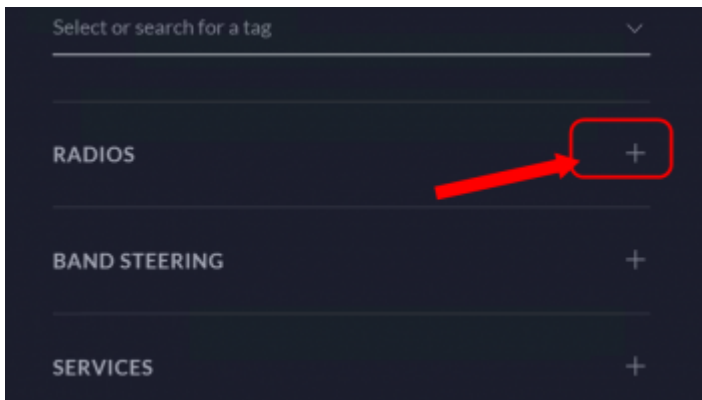 Select or search for a tag
RADIOS
BAND STEERING
SERVICES